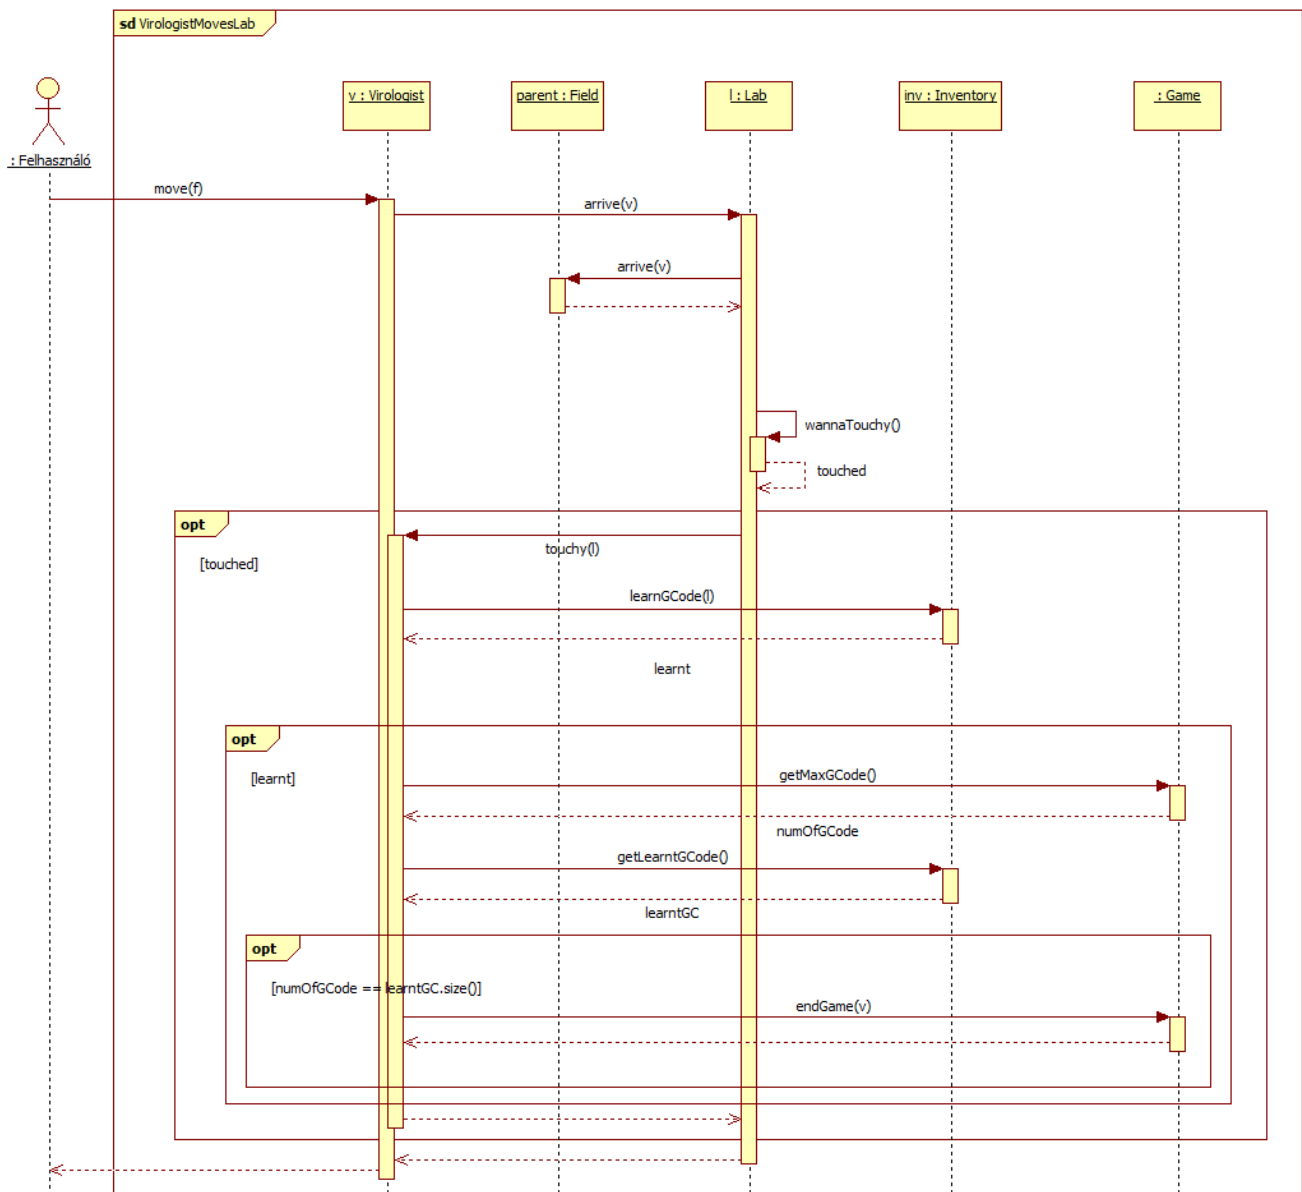 sd VirologistMovesLab
: Felhasználó
v : Virologist
parent : Field
l : Lab
inv : Inventory
: Game
move(f)
arrive(v)
arrive(v)
wannaTouchy()
touched
opt
[touched]
touchy(l)
learnGCode(l)
learnt
opt
[learnt]
getMaxGCode()
numOfGCode
getLearntGCode()
learntGC
opt
[numOfGCode == learntGC.size()]
endGame(v)